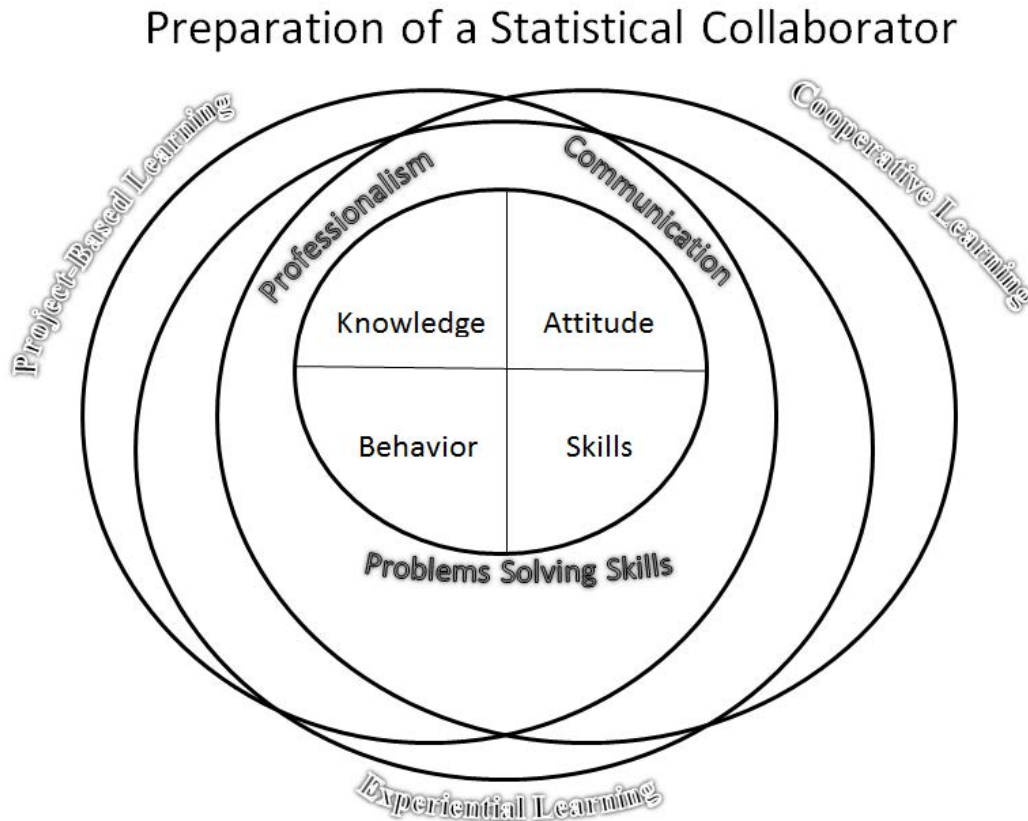 Preparation of a Statistical Collaborator
Project-Based Learning
Cooperative Learning
Professionalism
Communication
Knowledge
Attitude
Behavior
Skills
Problems Solving Skills
Experiential Learning